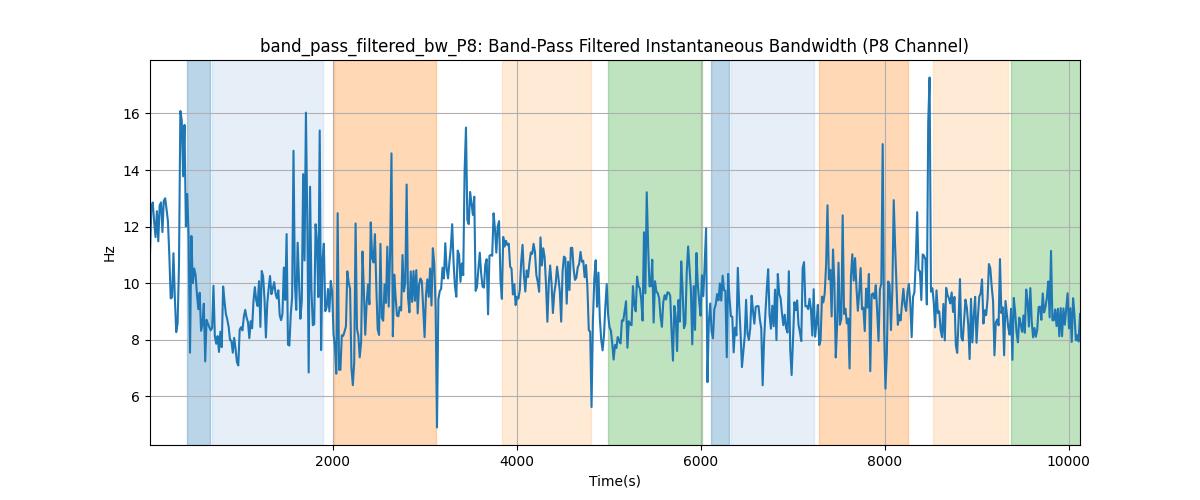 band_pass_filtered_bw_P8: Band-Pass Filtered Instantaneous Bandwidth (P8 Channel)
16
14
12
10
8
6
Hz
2000 4000 6000 8000 10000
Time(s)